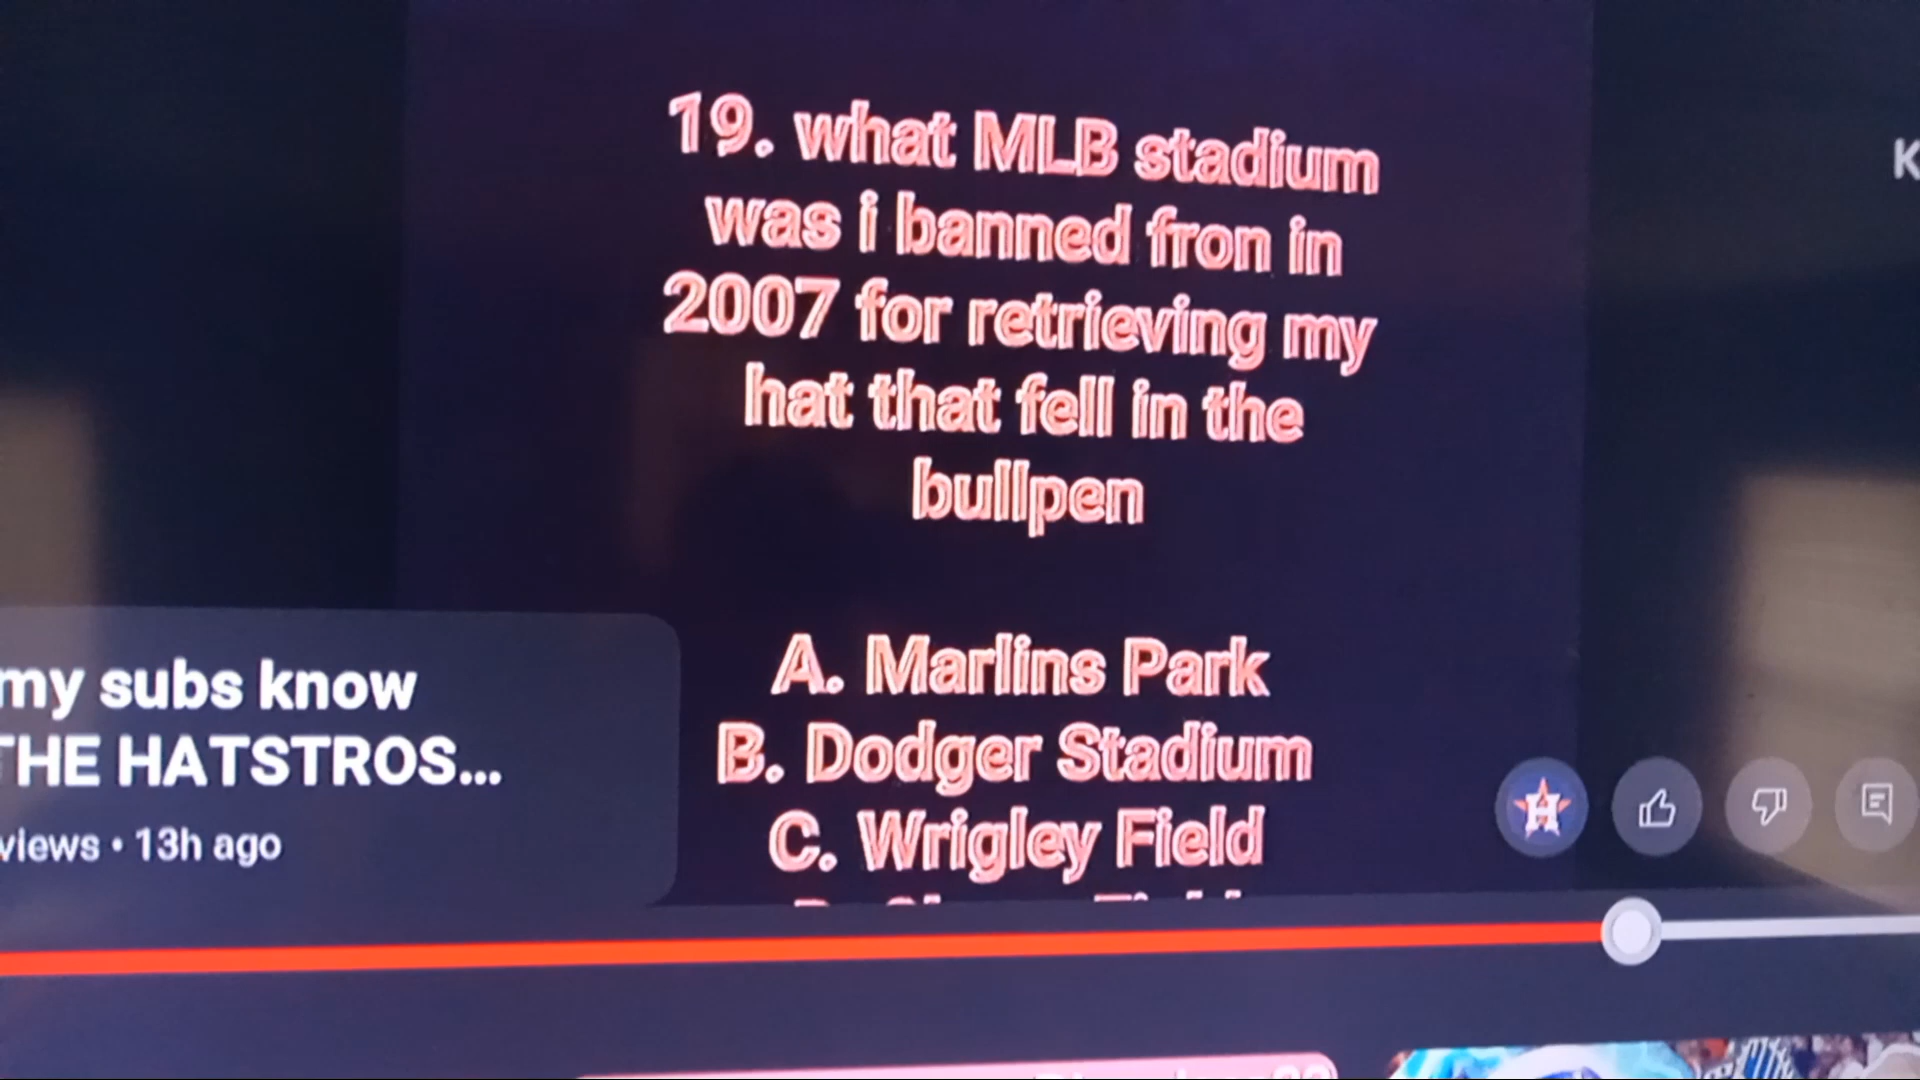 19. what MLB stadium
was i banned fron in
2007 for retrieving my
hat that fell in the
bullpen
A. Marlins Park
B. Dodger Stadium
C. Wrigley Field
K
my subs know
THE HATSTROS...
views • 13h ago
H